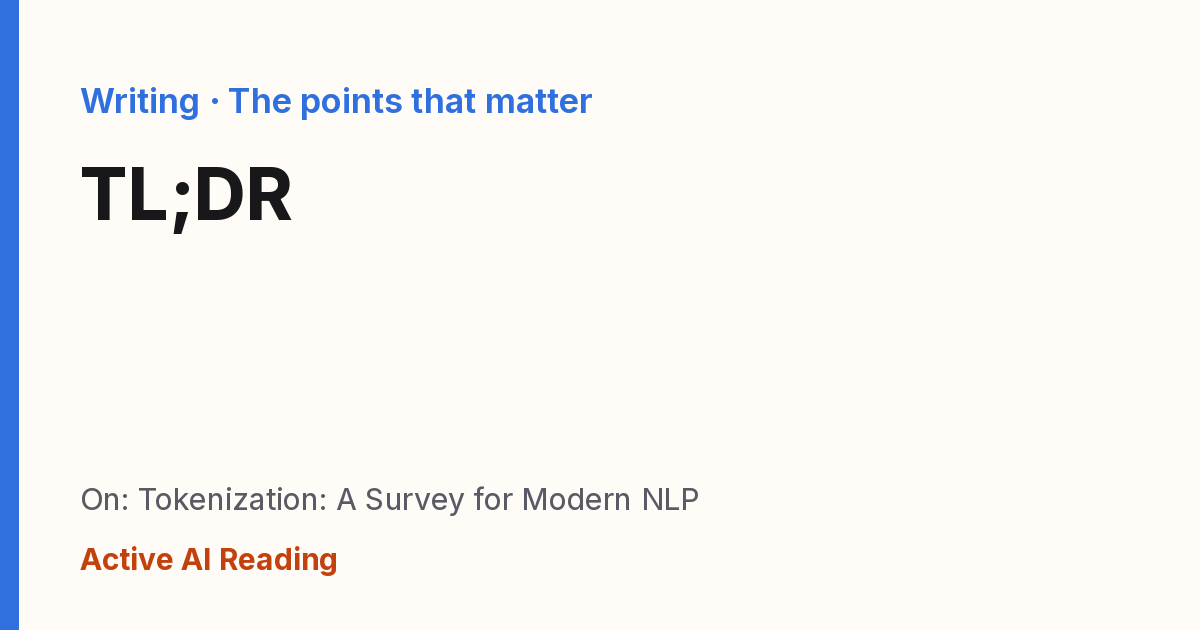 Writing · The points that matter
TL;DR
On: Tokenization: A Survey for Modern NLP
Active AI Reading